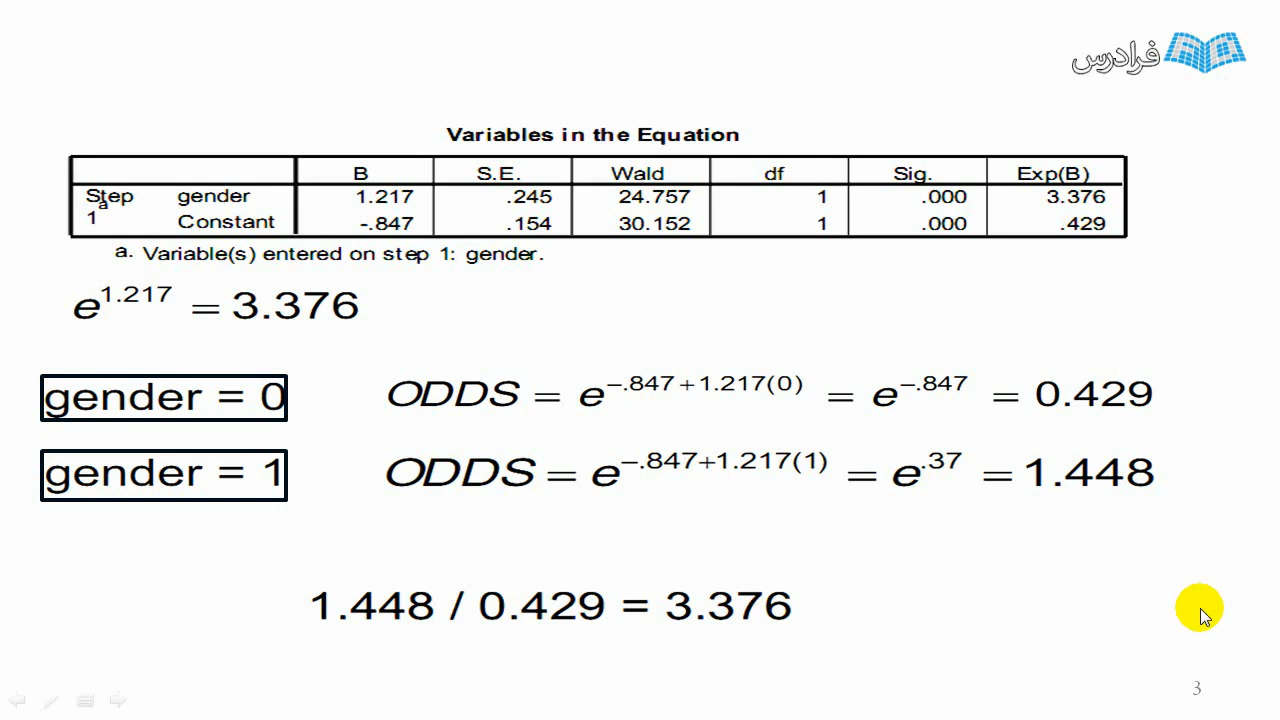 فرادرس
Variables in the Equation
B S.E. Wald df Sig. Exp(B)
Step 1ᵃ gender 1.217 .245 24.757 1 .000 3.376
Constant -.847 .154 30.152 1 .000 .429
a. Variable(s) entered on step 1: gender.
e^1.217 = 3.376
gender = 0 ODDS = e^–.847+1.217(0) = e^–.847 = 0.429
gender = 1 ODDS = e^–.847+1.217(1) = e^.37 = 1.448
1.448 / 0.429 = 3.376
3